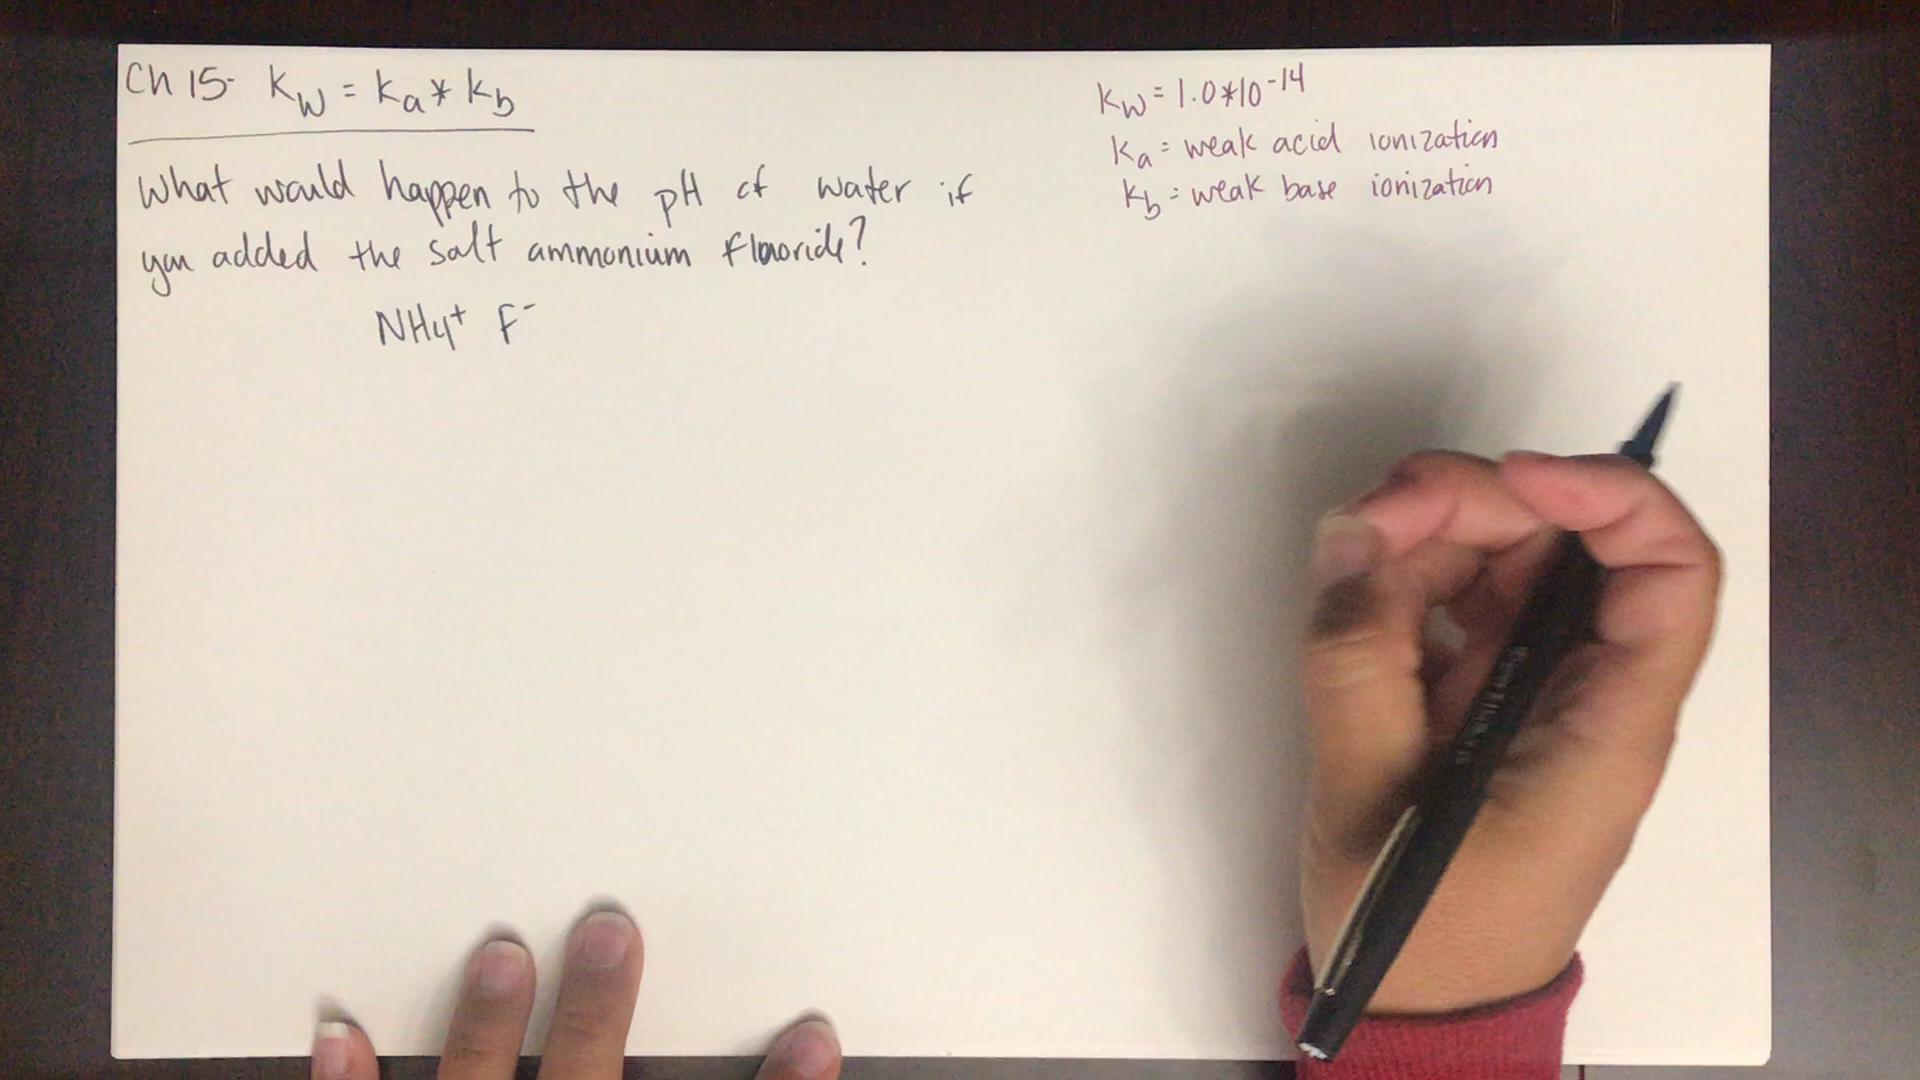 Ch 15- Kw = Ka * Kb
What would happen to the pH of water if
you added the salt ammonium fluoride?
NH4+ F-
Kw = 1.0*10-14
Ka = weak acid ionization
Kb = weak base ionization